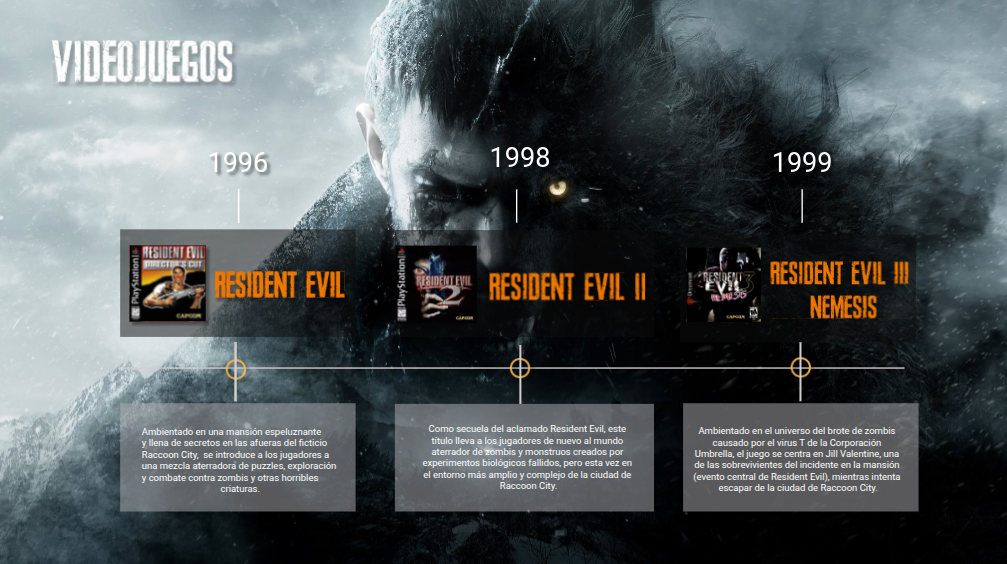 VIDEOJUEGOS
1996
1998
1999
PlayStation
RESIDENT EVIL
DIRECTOR'S CUT
CAPCOM
RESIDENT EVIL
PlayStation
RESIDENT EVIL
2
CAPCOM
RESIDENT EVIL II
RESIDENT
EVIL 3
NEMESIS
CAPCOM
RESIDENT EVIL III
NEMESIS
Ambientado en una mansión espeluznante
y llena de secretos en las afueras del ficticio
Raccoon City, se introduce a los jugadores a
una mezcla aterradora de puzzles, exploración
y combate contra zombis y otras horribles
criaturas.
Como secuela del aclamado Resident Evil, este
título lleva a los jugadores de nuevo al mundo
aterrador de zombis y monstruos creados por
experimentos biológicos fallidos, pero esta vez en
el entorno más amplio y complejo de la ciudad de
Raccoon City.
Ambientado en el universo del brote de zombis
causado por el virus T de la Corporación
Umbrella, el juego se centra en Jill Valentine, una
de las sobrevivientes del incidente en la mansión
(evento central de Resident Evil), mientras intenta
escapar de la ciudad de Raccoon City.